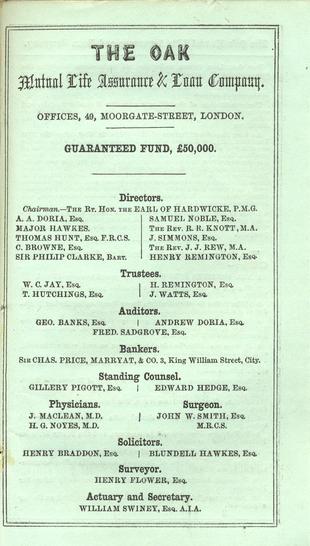 THE OAK
Mutual Life Assurance & Loan Company.
OFFICES, 49, MOORGATE-STREET, LONDON.
GUARANTEED FUND, £50,000.
Directors.
Chairman.—The Rt. Hon. the EARL OF HARDWICKE, P.M.G.
A. A. DORIA, Esq.
MAJOR HAWKES.
THOMAS HUNT, Esq. F.R.C.S.
C. BROWNE, Esq.
SIR PHILIP CLARKE, Bart.
SAMUEL NOBLE, Esq.
The Rev. R. R. KNOTT, M.A.
J. SIMMONS, Esq.
The Rev. J. J. REW, M.A.
HENRY REMINGTON, Esq.
Trustees.
W. C. JAY, Esq.
T. HUTCHINGS, Esq.
H. REMINGTON, Esq.
J. WATTS, Esq.
Auditors.
GEO. BANKS, Esq. | ANDREW DORIA, Esq.
FRED. SADGROVE, Esq.
Bankers.
Sir CHAS. PRICE, MARRYAT, & CO. 3, King William Street, City.
Standing Counsel.
GILLERY PIGOTT, Esq. | EDWARD HEDGE, Esq.
Physicians.
J. MACLEAN, M.D.
H. G. NOYES, M.D.
Surgeon.
JOHN W. SMITH, Esq.
M.R.C.S.
Solicitors.
HENRY BRADDON, Esq. | BLUNDELL HAWKES, Esq.
Surveyor.
HENRY FLOWER, Esq.
Actuary and Secretary.
WILLIAM SWINEY, Esq. A.I.A.